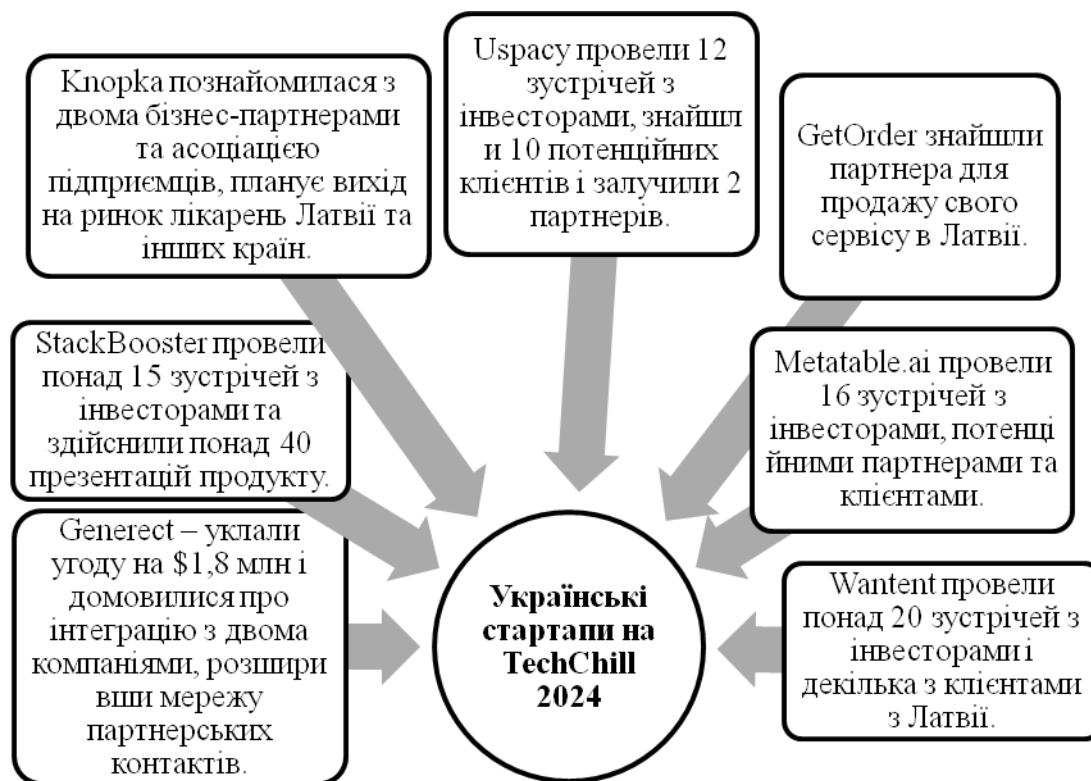 Knopka познайомилася з
двома бізнес-партнерами
та асоціацією
підприємців, планує вихід
на ринок лікарень Латвії та
інших країн.
Uspacy провели 12
зустрічей з
інвесторами, знайшл
и 10 потенційних
клієнтів і залучили 2
партнерів.
GetOrder знайшли
партнера для
продажу свого
сервісу в Латвії.
StackBooster провели
понад 15 зустрічей з
інвесторами та
здійснили понад 40
презентацій продукту.
Metatable.ai провели
16 зустрічей з
інвесторами, потенці
йними партнерами та
клієнтами.
Generect – уклали
угоду на $1,8 млн і
домовилися про
інтеграцію з двома
компаніями, розшири
вши мережу
партнерських
контактів.
Українські
стартапи на
TechChill
2024
Wantent провели
понад 20 зустрічей з
інвесторами і
декілька з клієнтами
з Латвії.